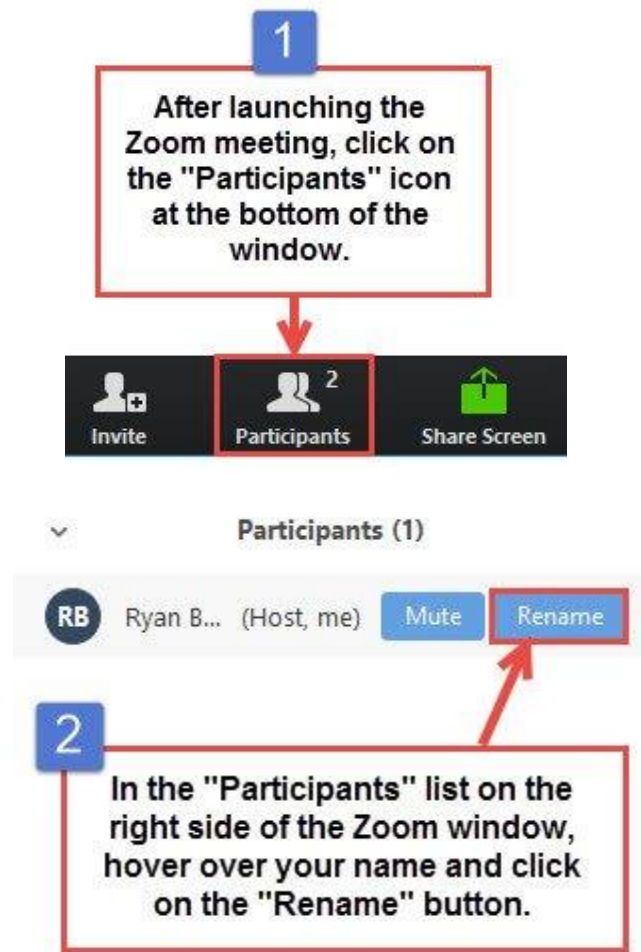 1
After launching the
Zoom meeting, click on
the "Participants" icon
at the bottom of the
window.
2
Invite
Participants
Share Screen
Participants (1)
RB Ryan B... (Host, me) Mute Rename
2
In the "Participants" list on the
right side of the Zoom window,
hover over your name and click
on the "Rename" button.